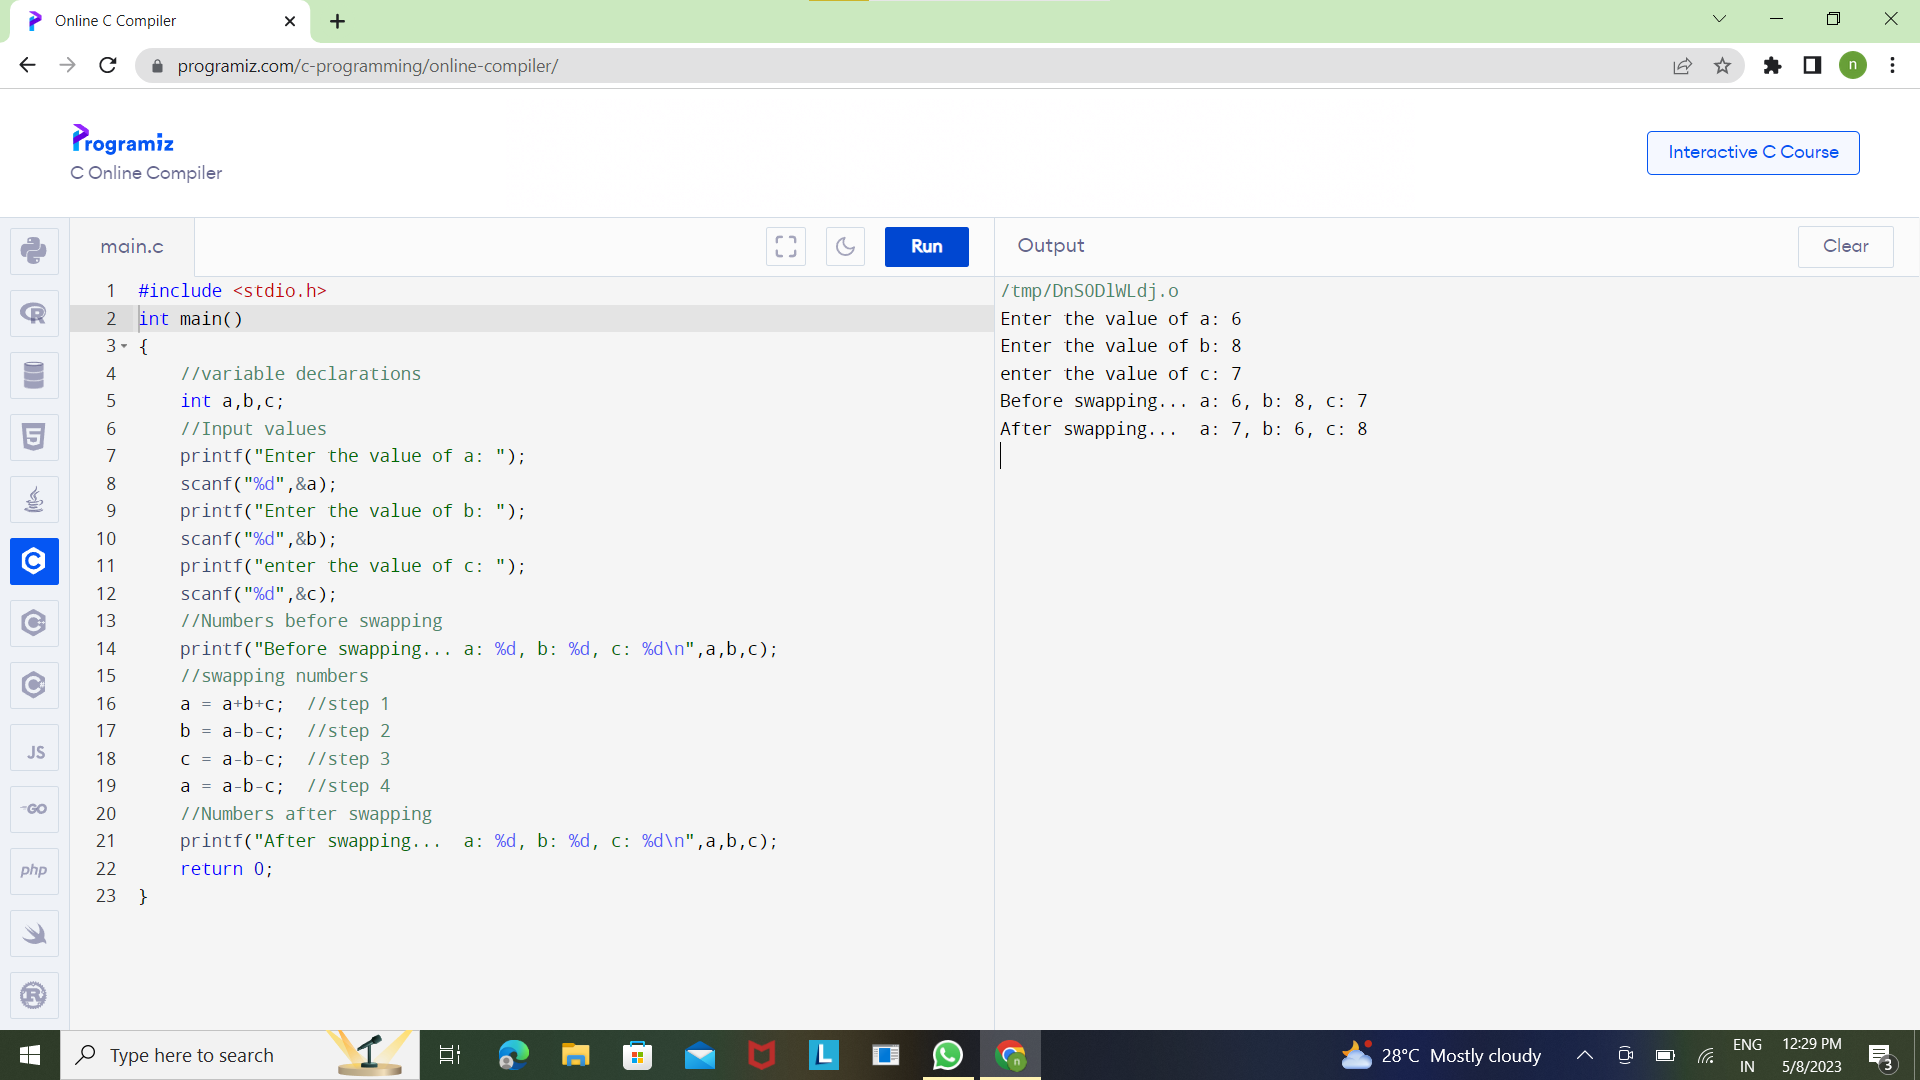 Online C Compiler
programiz.com/c-programming/online-compiler/
n
Programiz
C Online Compiler
Interactive C Course
main.c
Run
Output
Clear
1 #include <stdio.h>
2 int main()
3 {
4 //variable declarations
5 int a,b,c;
6 //Input values
7 printf("Enter the value of a: ");
8 scanf("%d",&a);
9 printf("Enter the value of b: ");
10 scanf("%d",&b);
11 printf("enter the value of c: ");
12 scanf("%d",&c);
13 //Numbers before swapping
14 printf("Before swapping... a: %d, b: %d, c: %d\n",a,b,c);
15 //swapping numbers
16 a = a+b+c;  //step 1
17 b = a-b-c;  //step 2
18 c = a-b-c;  //step 3
19 a = a-b-c;  //step 4
20 //Numbers after swapping
21 printf("After swapping...  a: %d, b: %d, c: %d\n",a,b,c);
22 return 0;
23 }
/tmp/DnSODlWLdj.o
Enter the value of a: 6
Enter the value of b: 8
enter the value of c: 7
Before swapping... a: 6, b: 8, c: 7
After swapping...  a: 7, b: 6, c: 8
R
5
C
C
C
JS
GO
php
R
Type here to search
L
n
28°C Mostly cloudy
ENG
IN
12:29 PM
5/8/2023
3